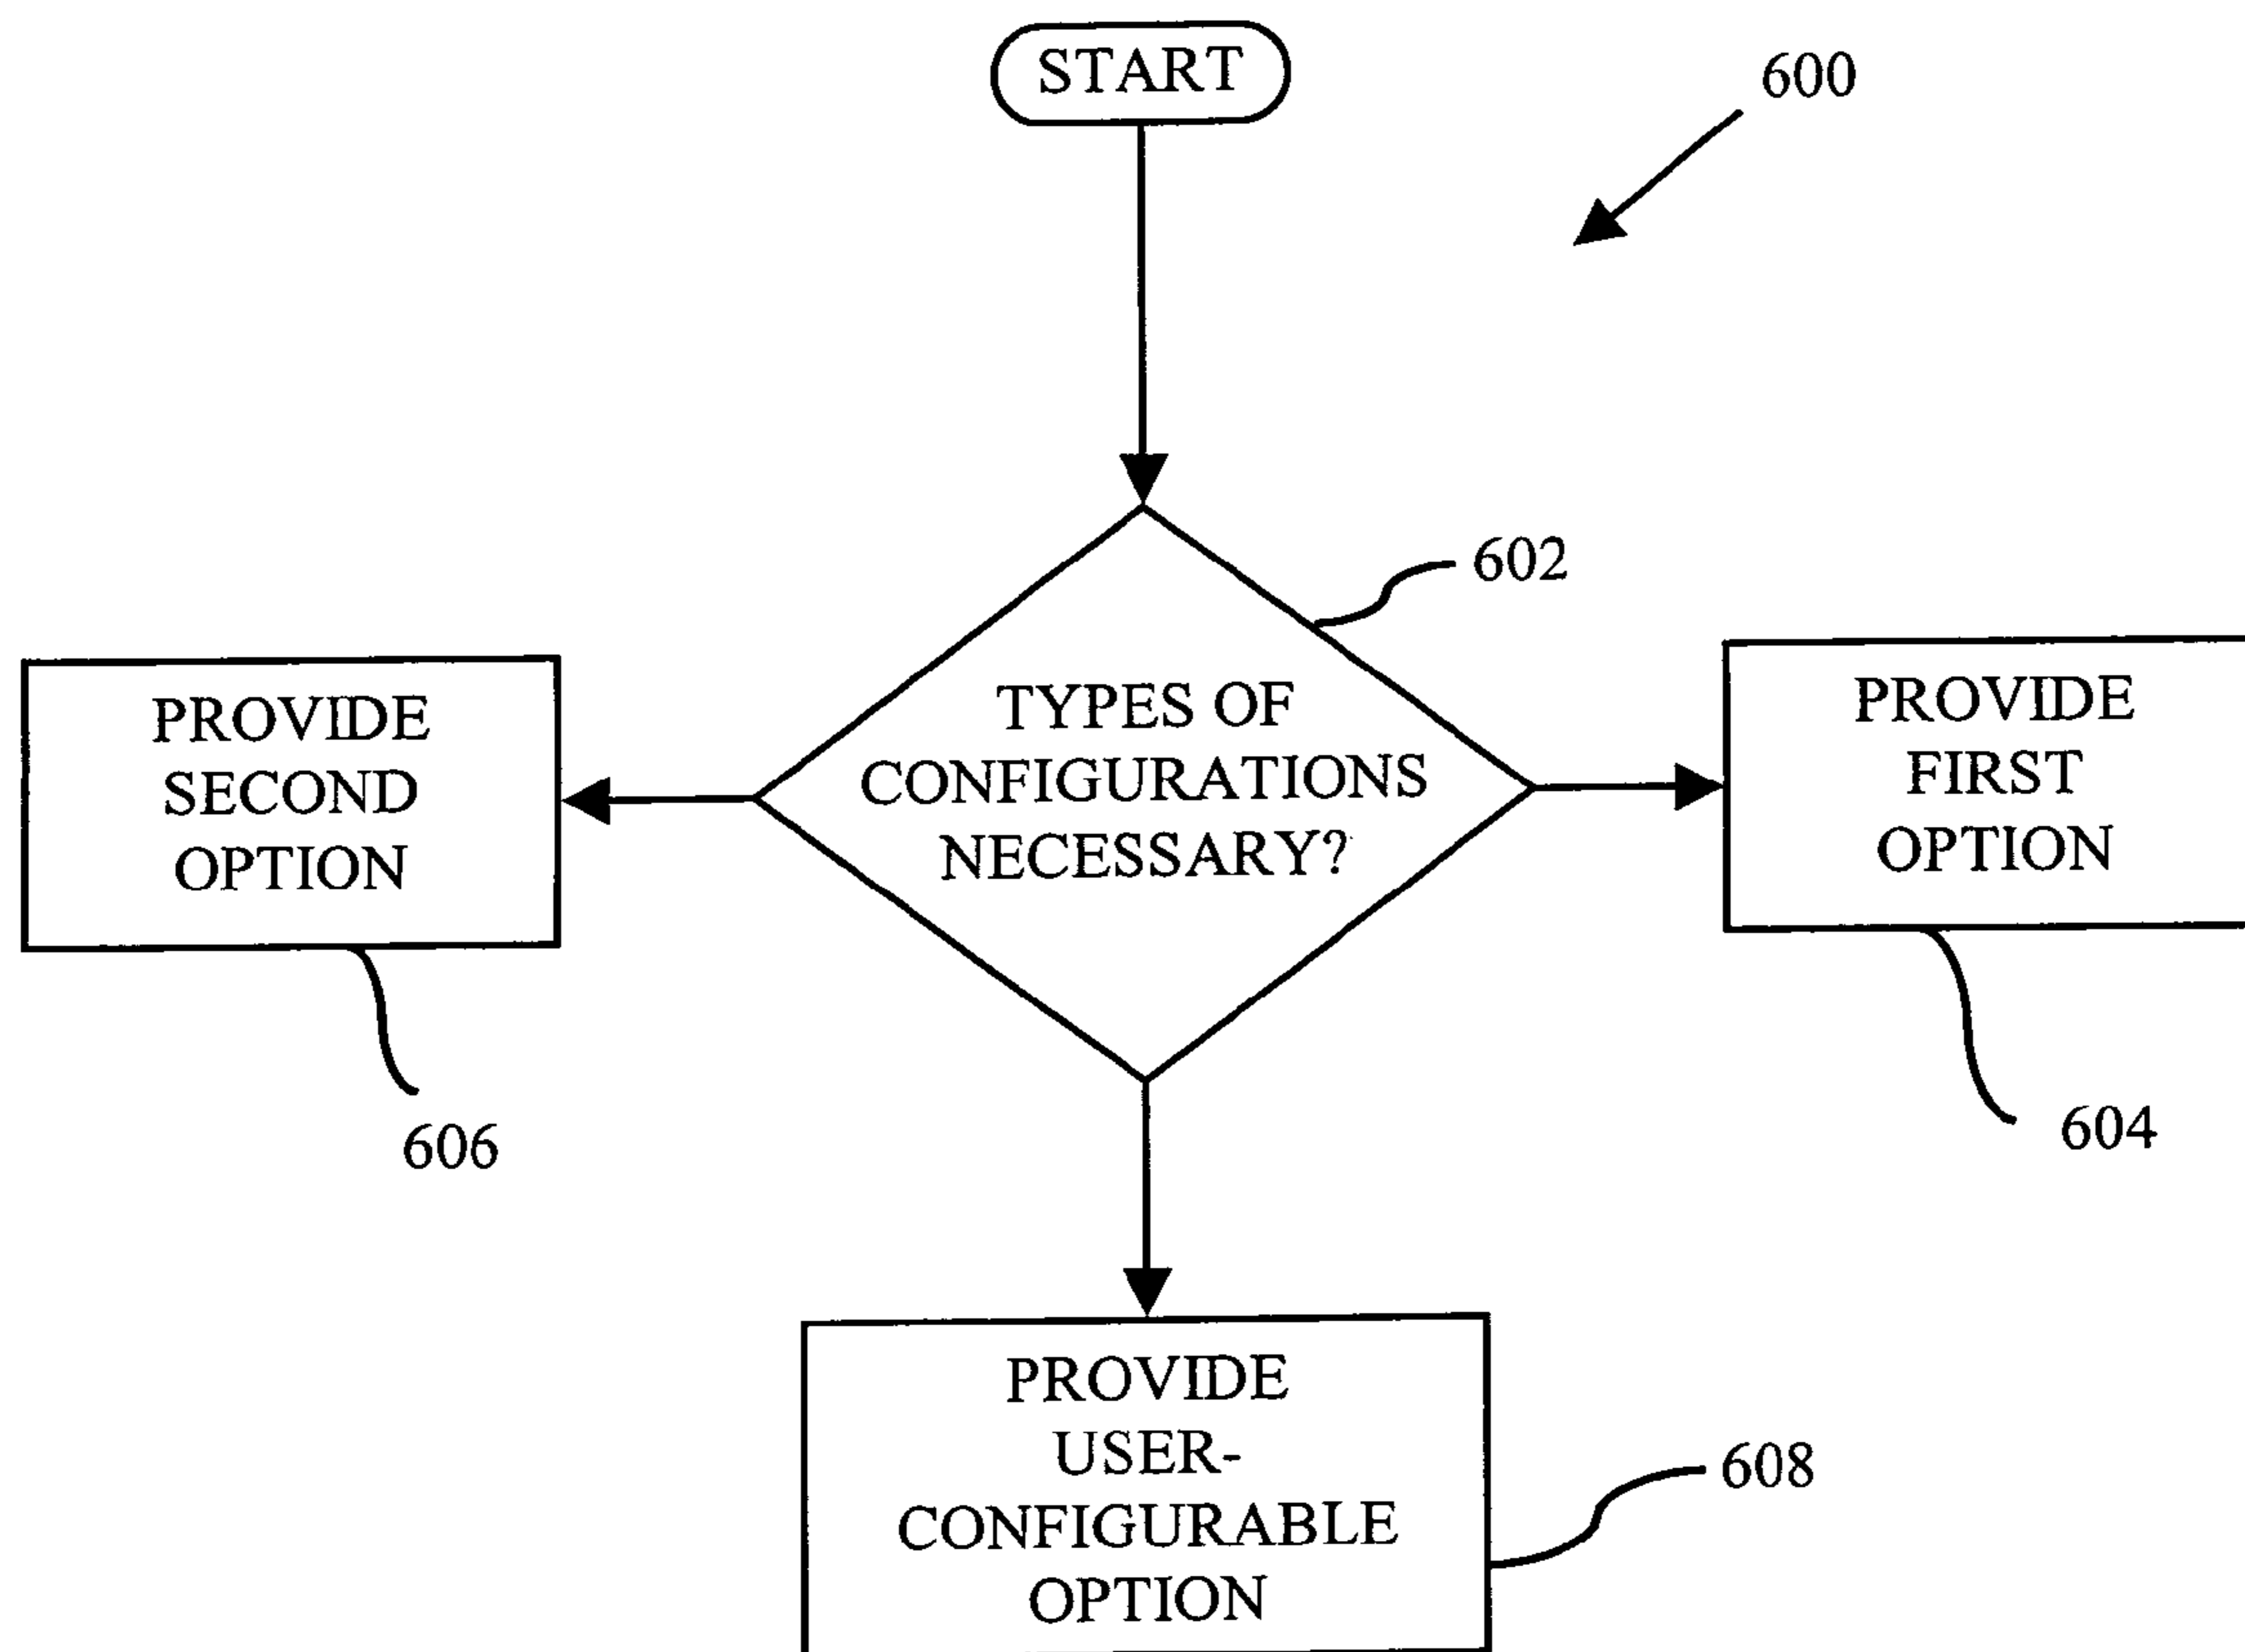 START
600
602
TYPES OF
CONFIGURATIONS
NECESSARY?
PROVIDE
SECOND
OPTION
PROVIDE
FIRST
OPTION
606
604
PROVIDE
USER-
CONFIGURABLE
OPTION
608